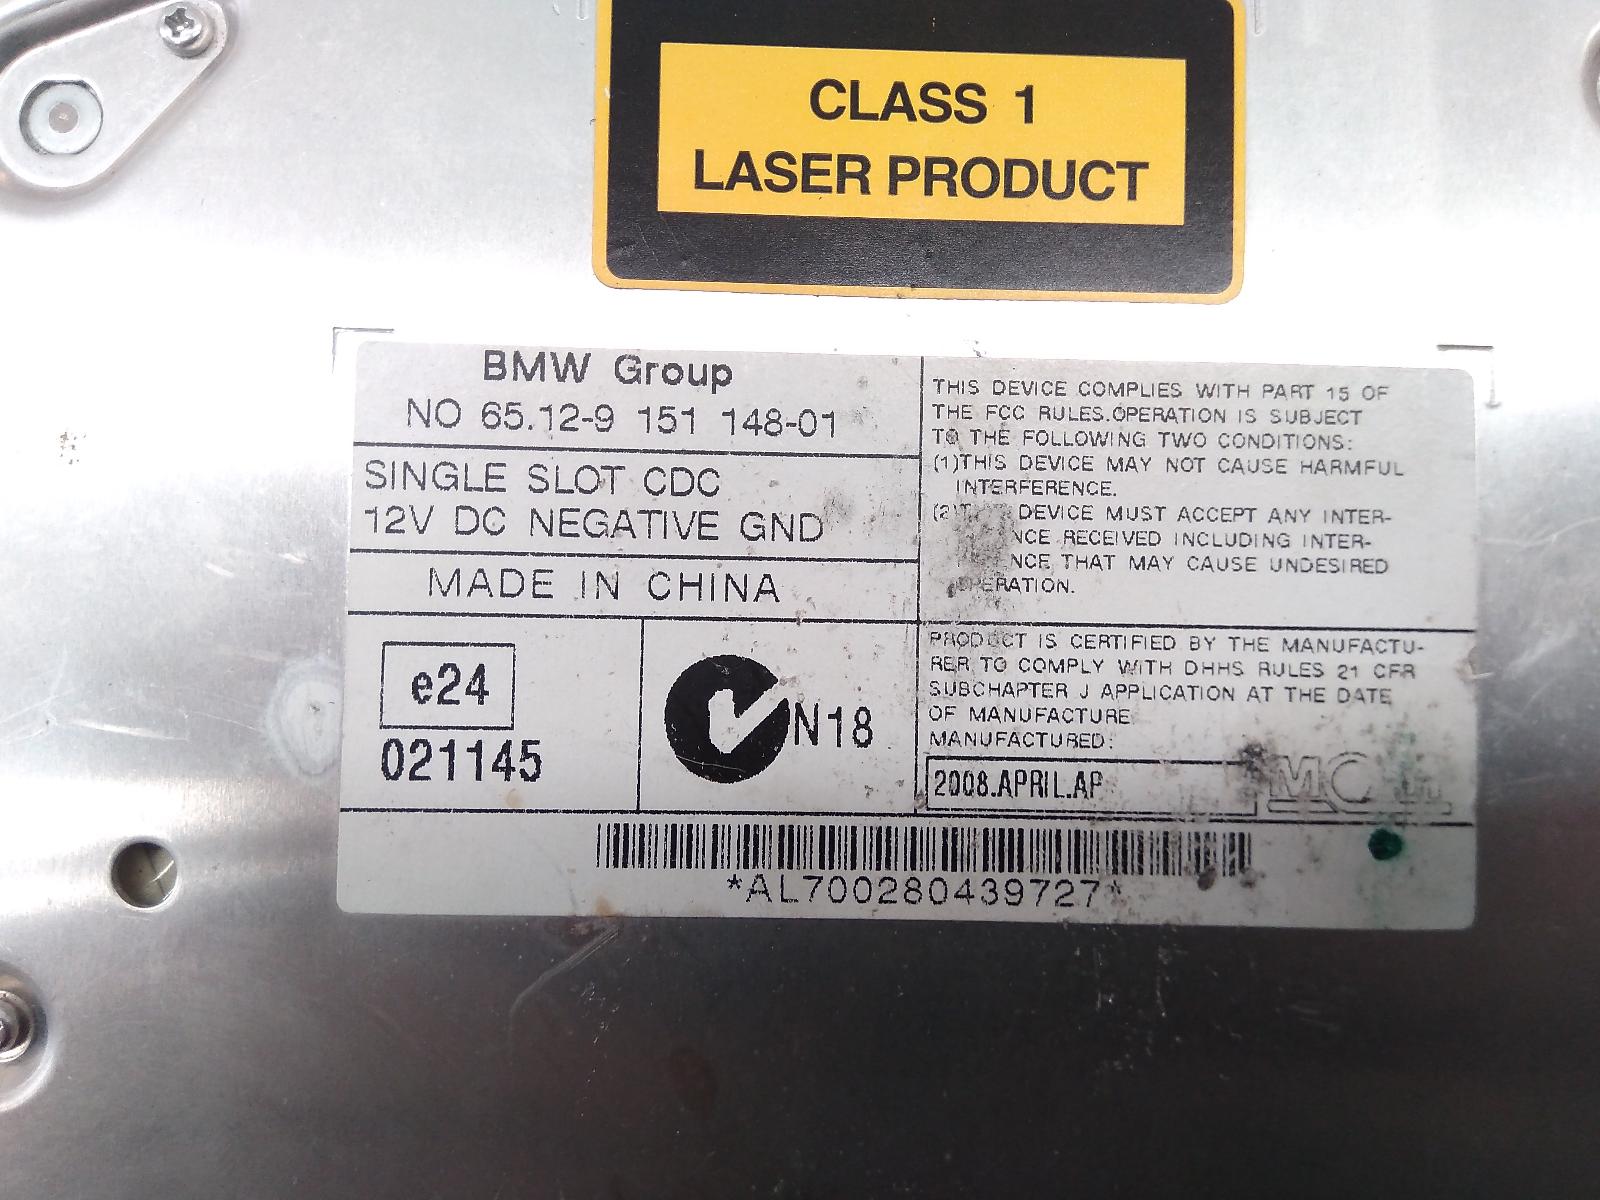 CLASS 1
LASER PRODUCT
BMW Group
NO 65.12-9 151 148-01
SINGLE SLOT CDC
12V DC NEGATIVE GND
MADE IN CHINA
e24
021145
N18
THIS DEVICE COMPLIES WITH PART 15 OF
THE FCC RULES.OPERATION IS SUBJECT
TO THE FOLLOWING TWO CONDITIONS:
(1)THIS DEVICE MAY NOT CAUSE HARMFUL
INTERFERENCE.
(2) DEVICE MUST ACCEPT ANY INTER-
NCE RECEIVED INCLUDING INTER-
NCE THAT MAY CAUSE UNDESIRED
OPERATION.
PRODUCT IS CERTIFIED BY THE MANUFACTU-
RER TO COMPLY WITH DHHS RULES 21 CFR
SUBCHAPTER J APPLICATION AT THE DATE
OF MANUFACTURE
MANUFACTURED:
2008.APRIL.AP
*AL700280439727*